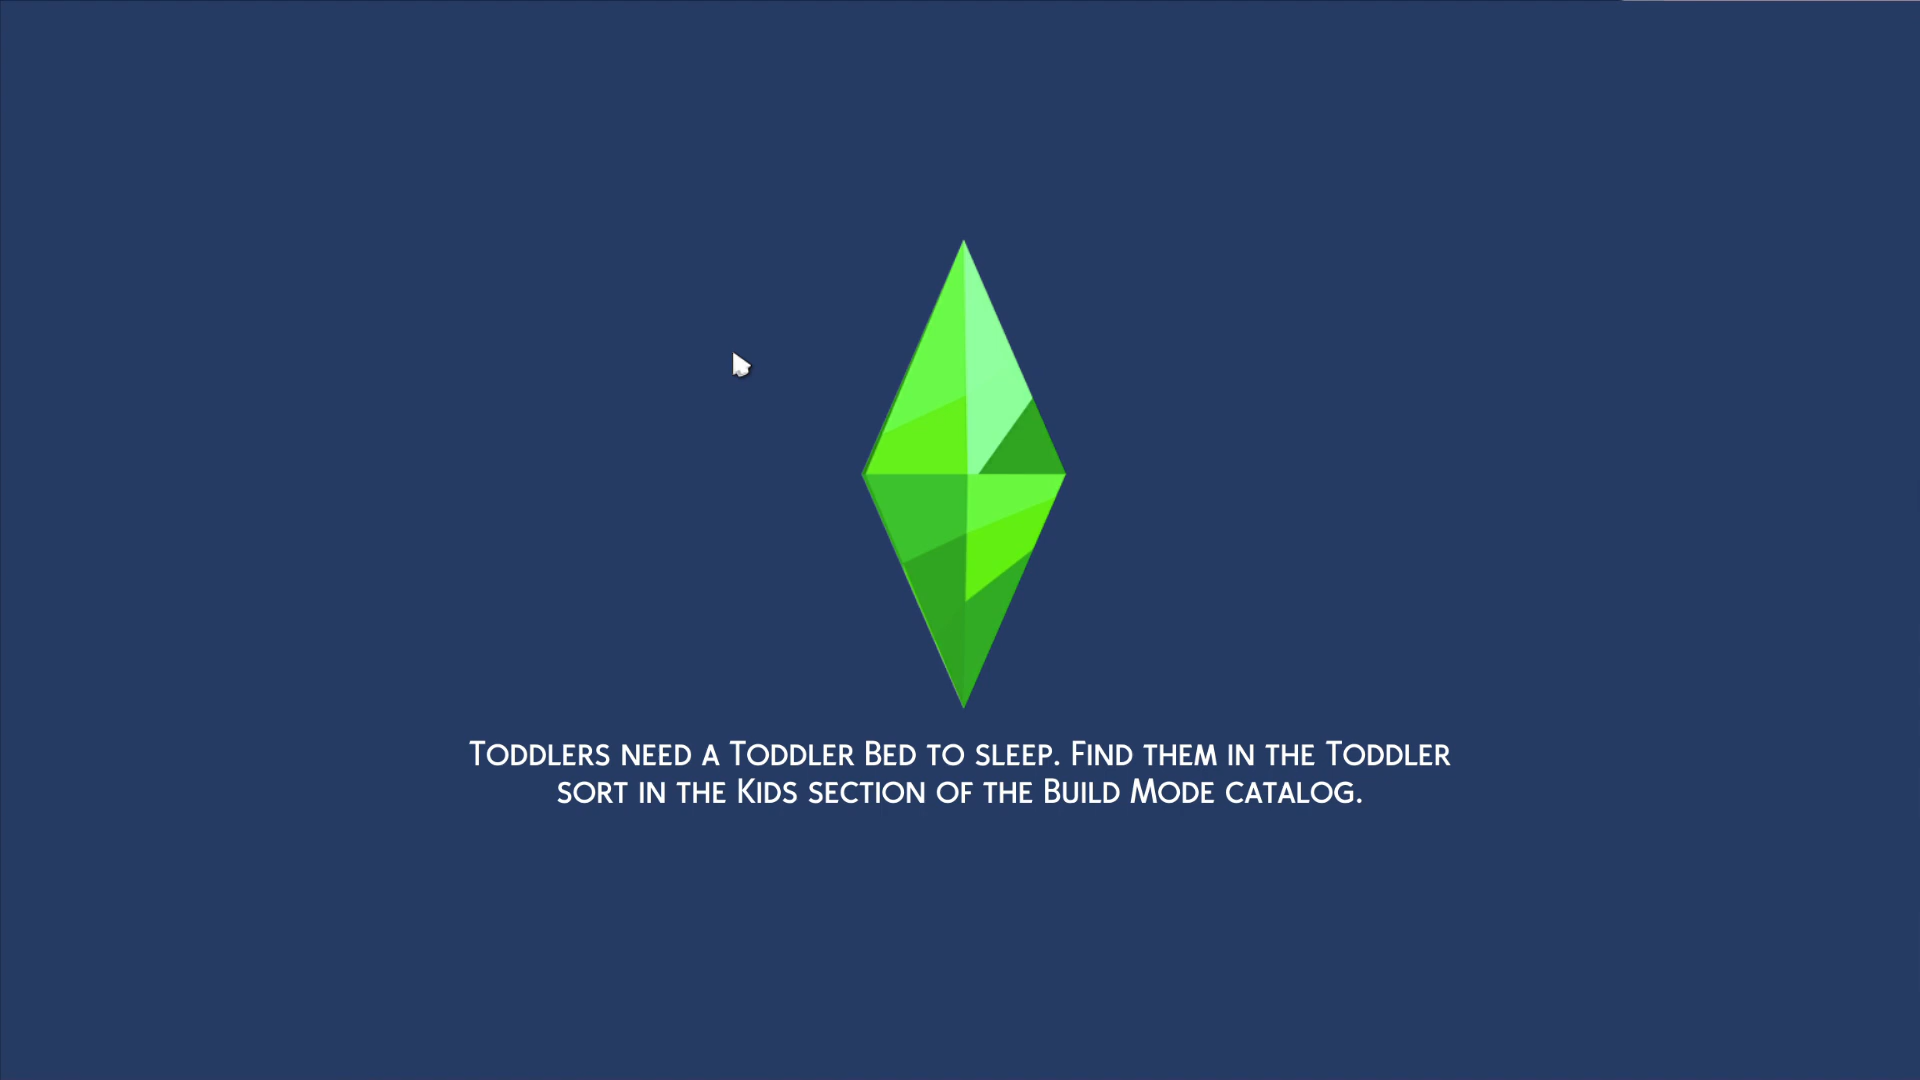 Toddlers need a Toddler Bed to sleep. Find them in the Toddler
sort in the Kids section of the Build Mode catalog.